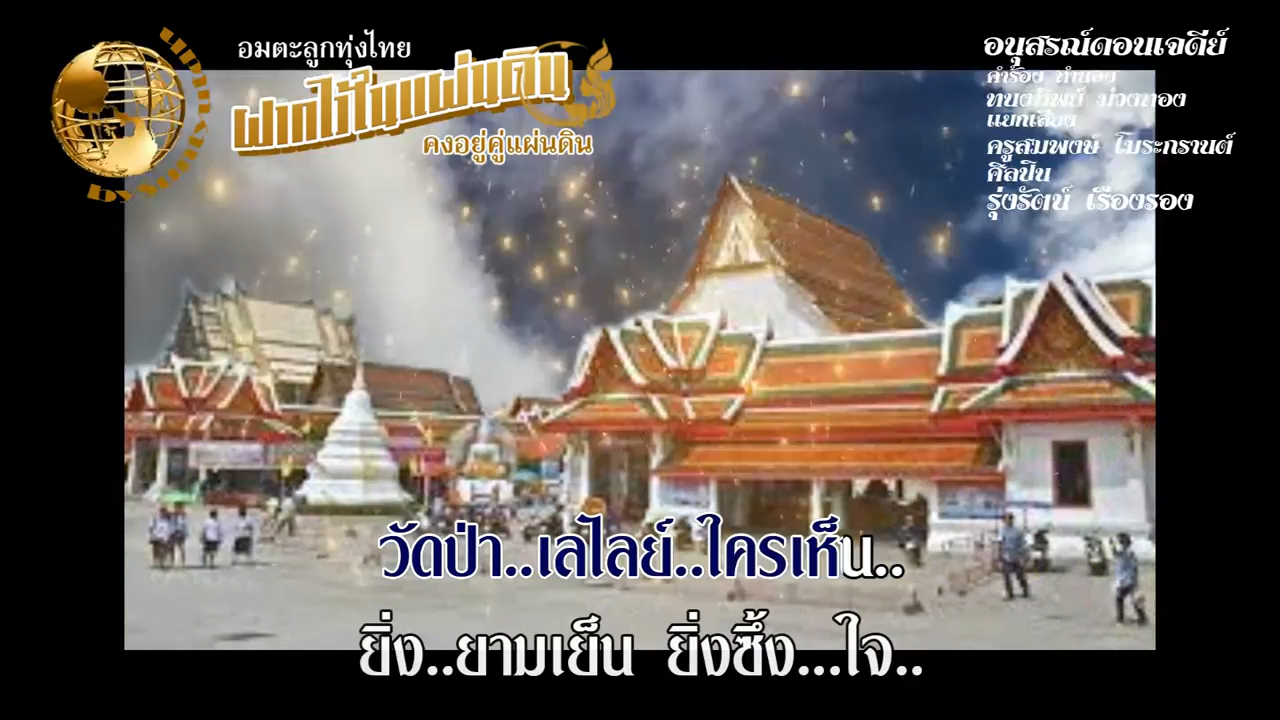 อมตะลูกทุ่งไทย
ฝากไว้ในแผ่นดิน
คงอยู่คู่แผ่นดิน
อนุสรณ์ดอนเจดีย์
คำร้อง ทำนอง
ทนต์ทิพย์ ม่วงทอง
แยกเสียง
ครูสมพงษ์ โมระกรานต์
ศิลปิน
รุ่งรัตน์ เรืองรอง
วัดป่า..เลไลย์..ใครเห็น..
ยิ่ง..ยามเย็น ยิ่งซึ้ง...ใจ..